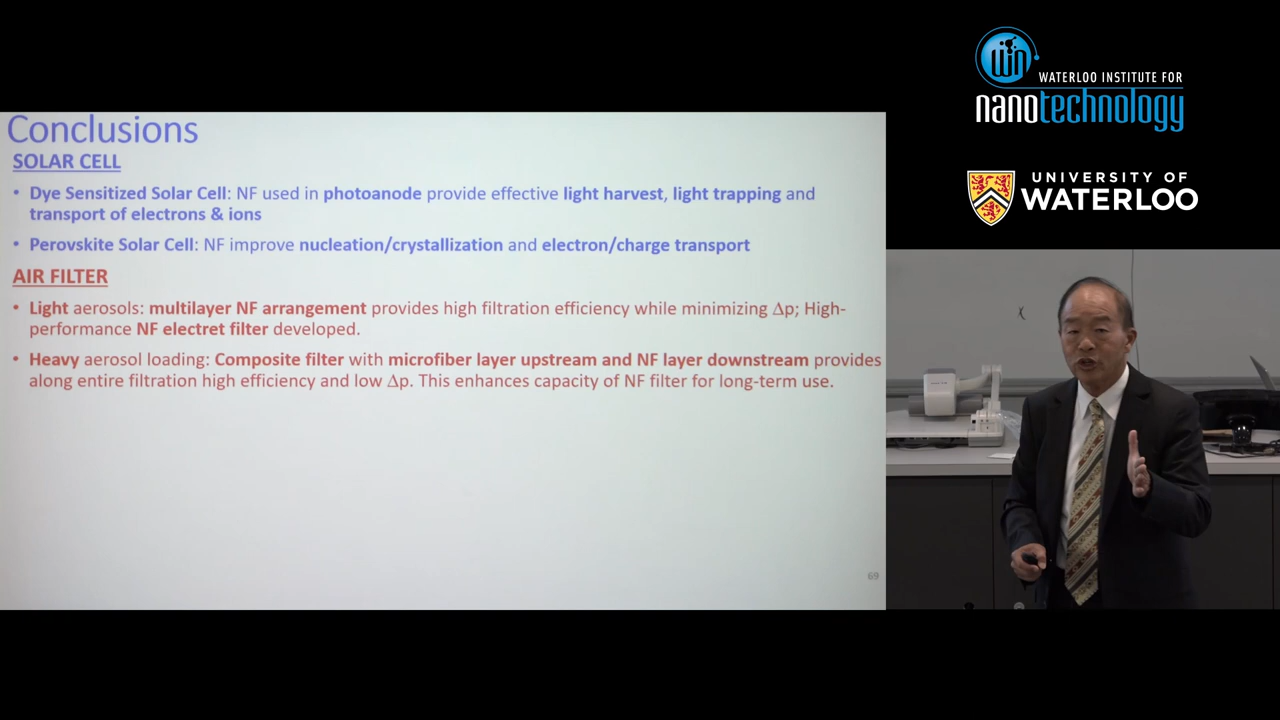 Conclusions
SOLAR CELL
• Dye Sensitized Solar Cell: NF used in photoanode provide effective light harvest, light trapping and
transport of electrons & ions
• Perovskite Solar Cell: NF improve nucleation/crystallization and electron/charge transport
AIR FILTER
• Light aerosols: multilayer NF arrangement provides high filtration efficiency while minimizing Δp; High-
performance NF electret filter developed.
• Heavy aerosol loading: Composite filter with microfiber layer upstream and NF layer downstream provides
along entire filtration high efficiency and low Δp. This enhances capacity of NF filter for long-term use.
69
win
WATERLOO INSTITUTE FOR
nanotechnology
UNIVERSITY OF
WATERLOO